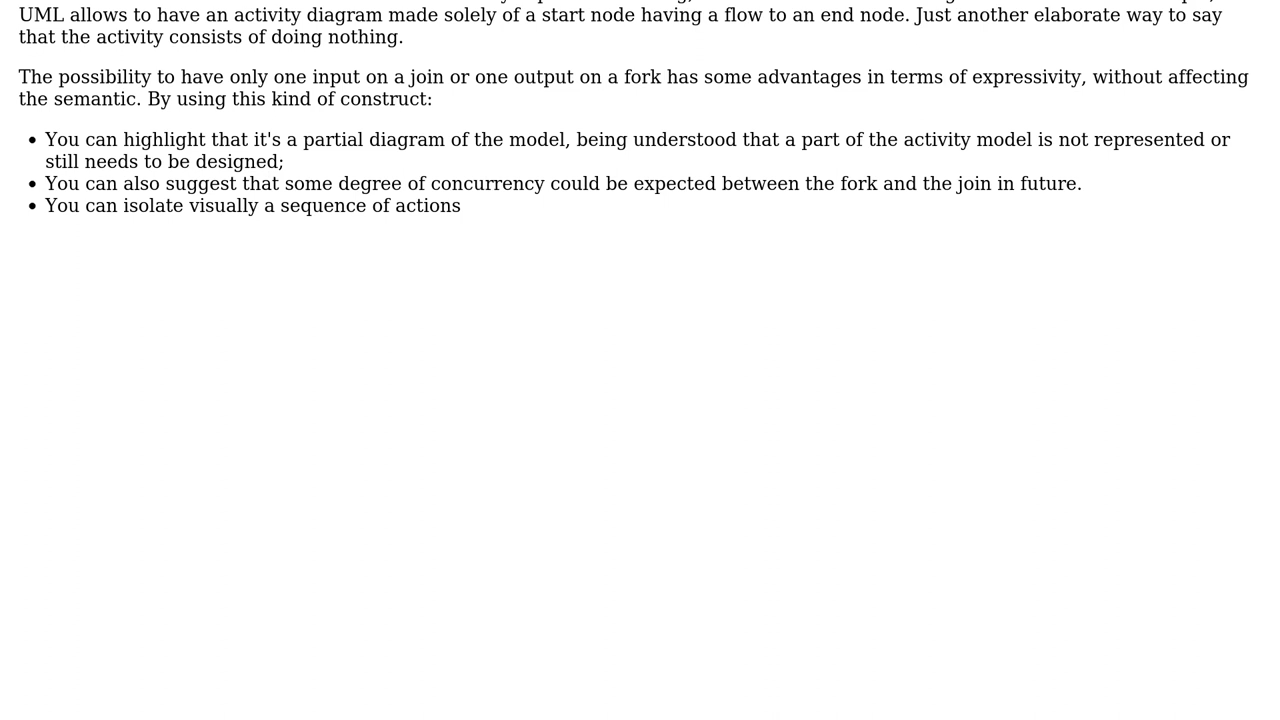 UML allows to have an activity diagram made solely of a start node having a flow to an end node. Just another elaborate way to say
that the activity consists of doing nothing.
The possibility to have only one input on a join or one output on a fork has some advantages in terms of expressivity, without affecting
the semantic. By using this kind of construct:
• You can highlight that it's a partial diagram of the model, being understood that a part of the activity model is not represented or
still needs to be designed;
• You can also suggest that some degree of concurrency could be expected between the fork and the join in future.
• You can isolate visually a sequence of actions